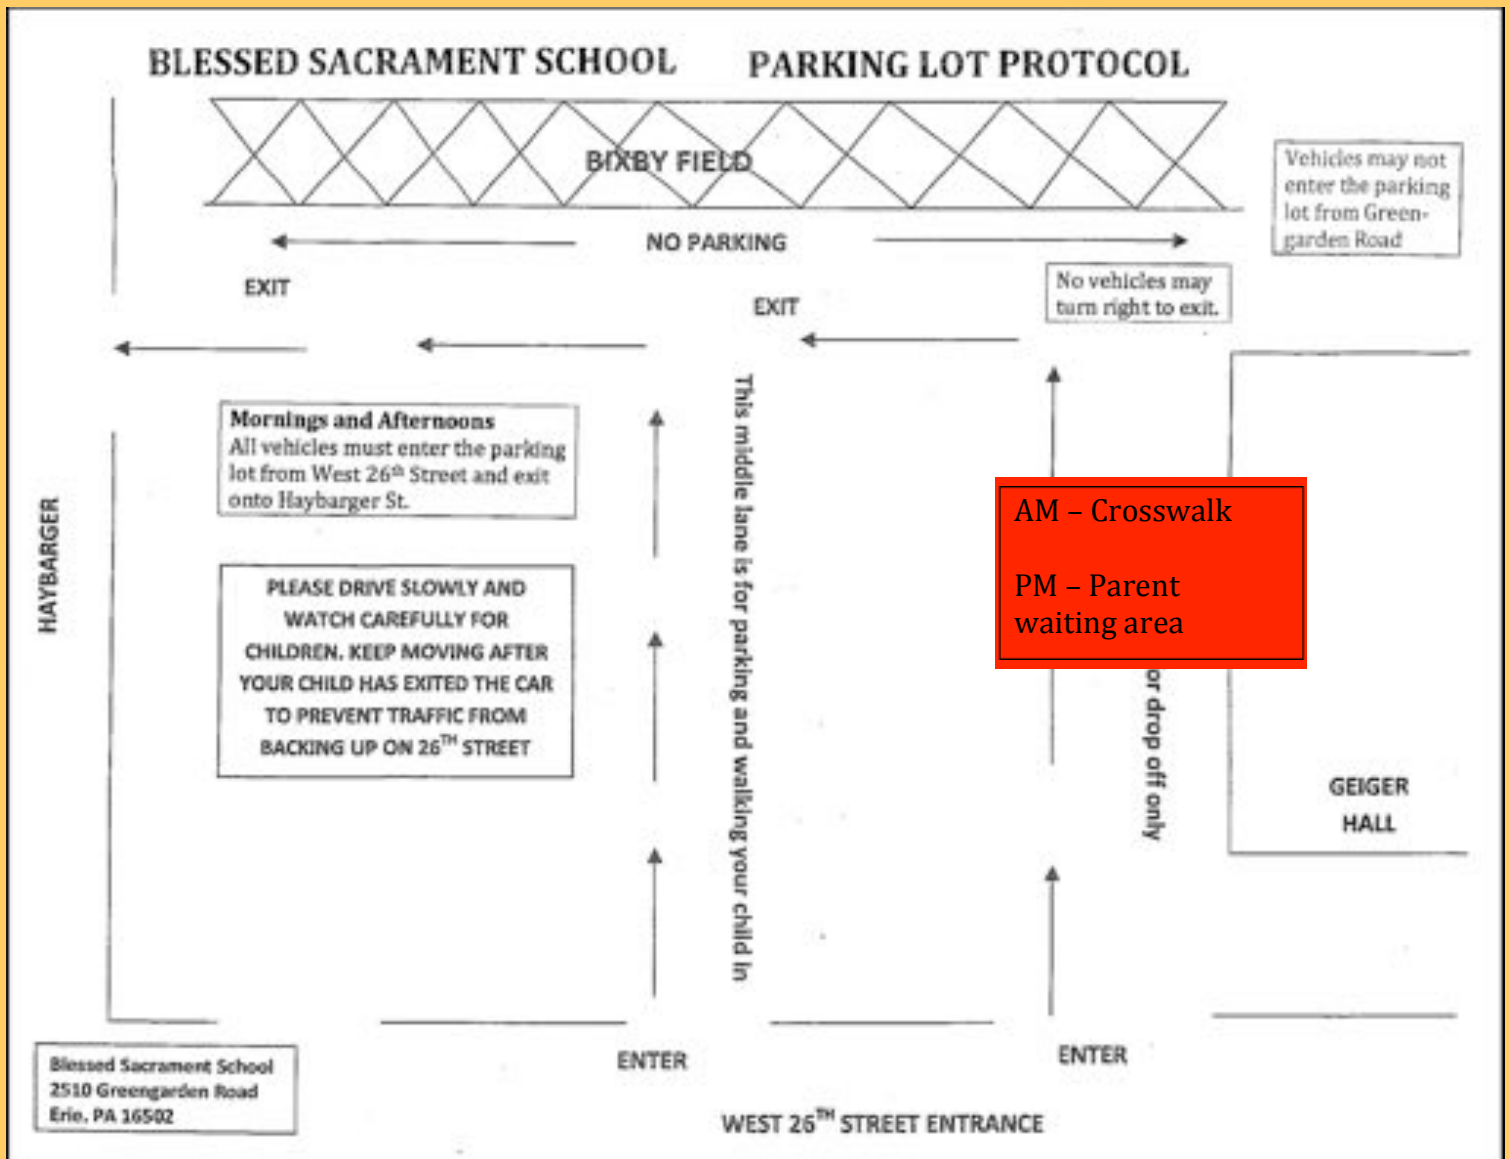 BLESSED SACRAMENT SCHOOL PARKING LOT PROTOCOL
BIXBY FIELD
Vehicles may not
enter the parking
lot from Green-
garden Road
NO PARKING
EXIT
EXIT
No vehicles may
turn right to exit.
Mornings and Afternoons
All vehicles must enter the parking
lot from West 26th Street and exit
onto Haybarger St.
HAYBARGER
PLEASE DRIVE SLOWLY AND
WATCH CAREFULLY FOR
CHILDREN. KEEP MOVING AFTER
YOUR CHILD HAS EXITED THE CAR
TO PREVENT TRAFFIC FROM
BACKING UP ON 26TH STREET
This middle lane is for parking and walking your child in
AM – Crosswalk
PM – Parent
waiting area
or drop off only
GEIGER
HALL
ENTER
ENTER
Blessed Sacrament School
2510 Greengarden Road
Erie, PA 16502
WEST 26TH STREET ENTRANCE